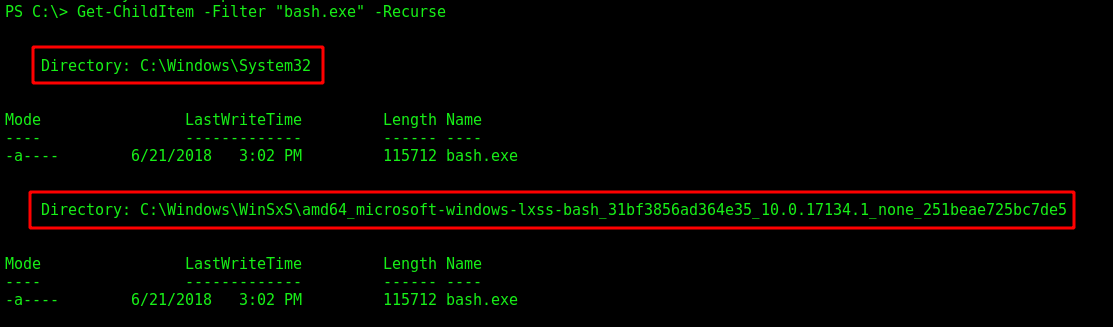 PS C:\> Get-ChildItem -Filter "bash.exe" -Recurse
Directory: C:\Windows\System32
Mode                LastWriteTime         Length Name
----                -------------         ------ ----
-a----        6/21/2018   3:02 PM         115712 bash.exe
Directory: C:\Windows\WinSxS\amd64_microsoft-windows-lxss-bash_31bf3856ad364e35_10.0.17134.1_none_251beae725bc7de5
Mode                LastWriteTime         Length Name
----                -------------         ------ ----
-a----        6/21/2018   3:02 PM         115712 bash.exe